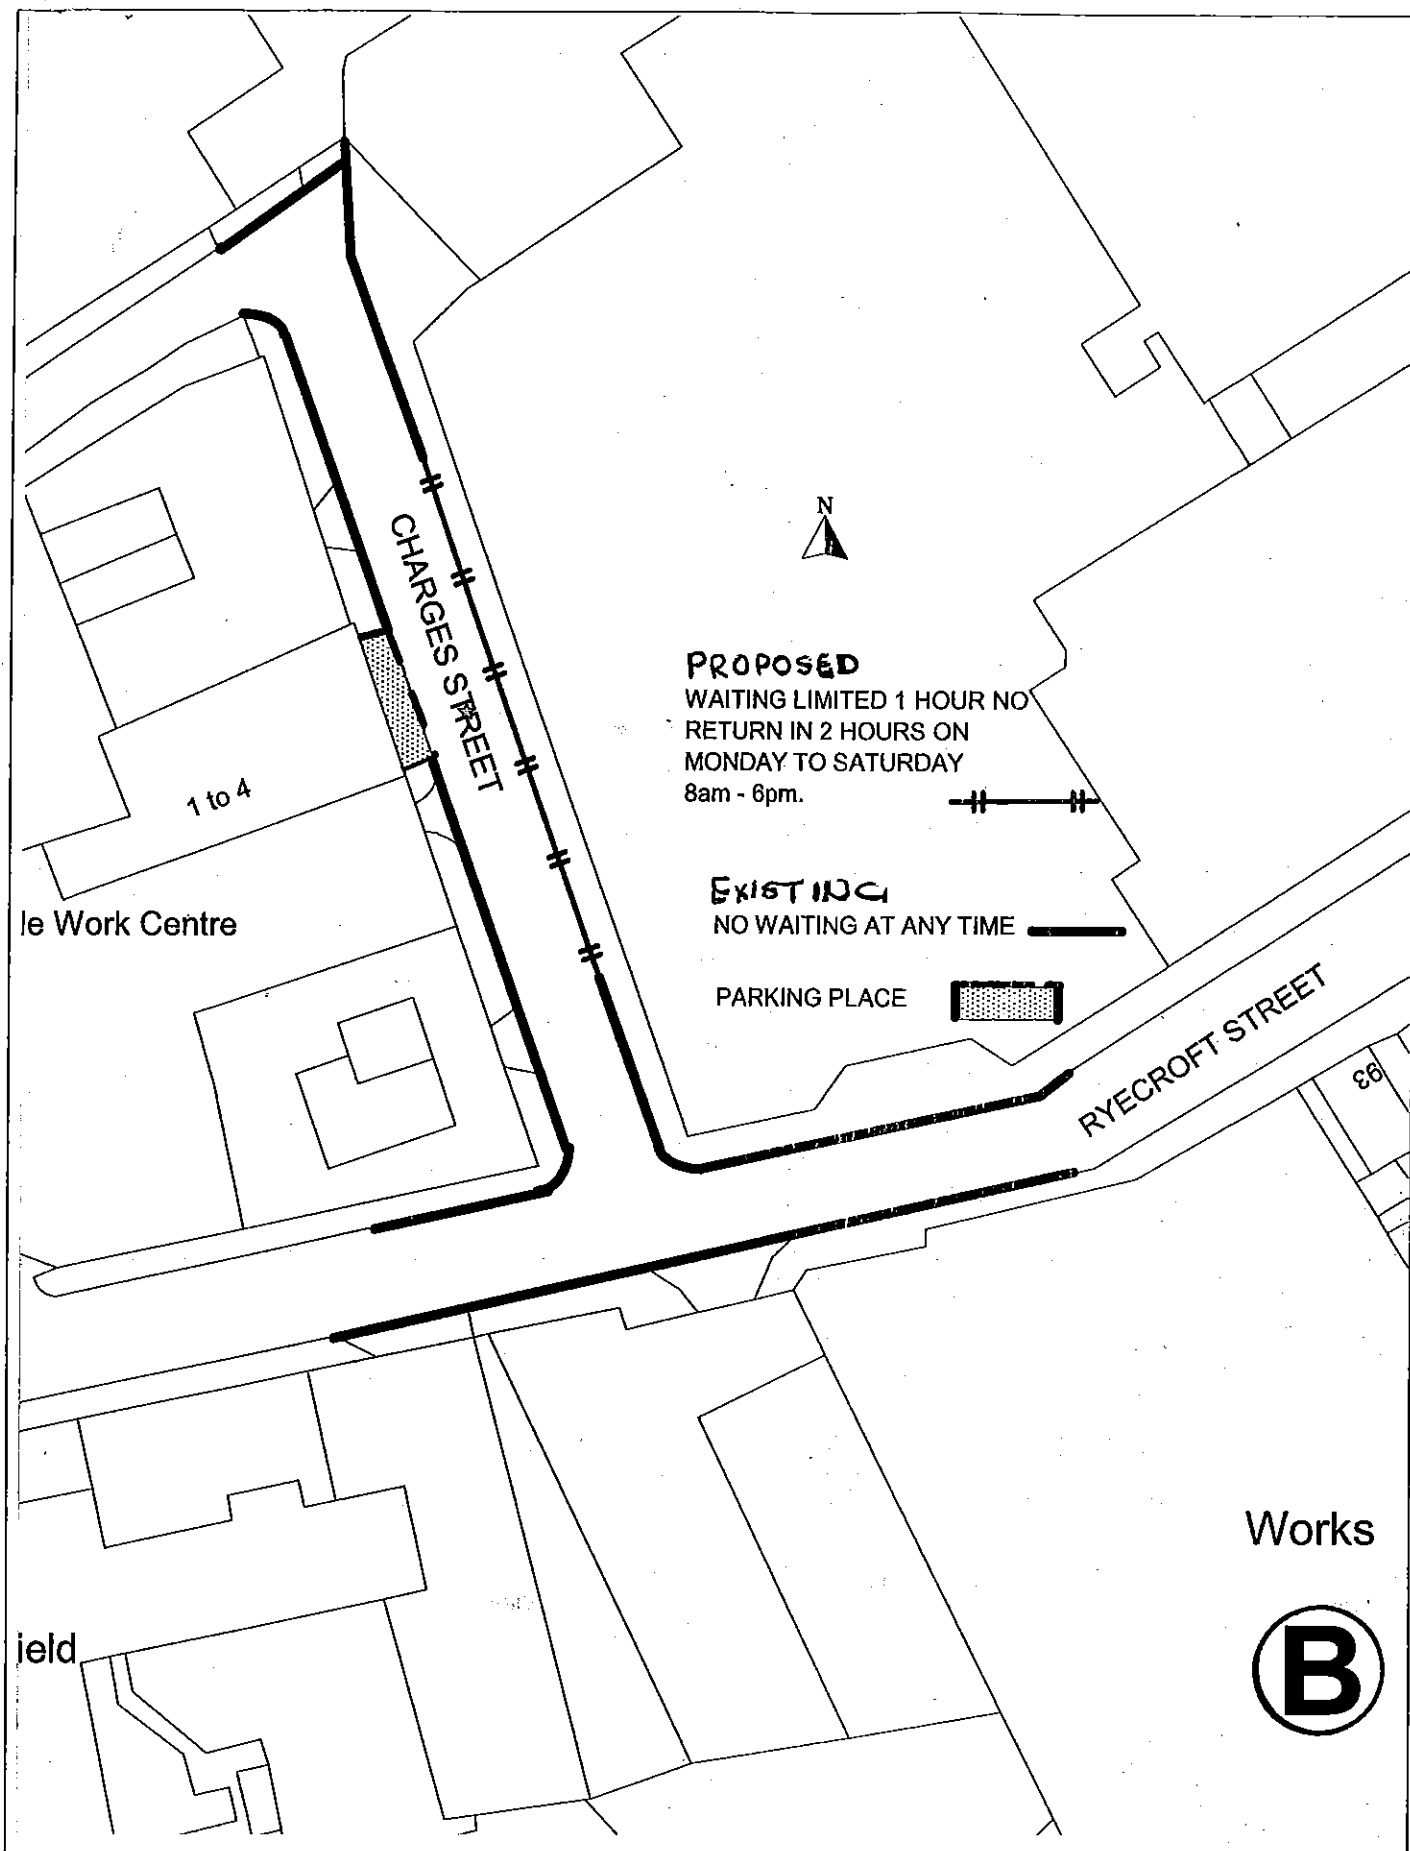 N
CHARGES STREET
PROPOSED
WAITING LIMITED 1 HOUR NO
RETURN IN 2 HOURS ON
MONDAY TO SATURDAY
8am - 6pm.
1 to 4
EXISTING
NO WAITING AT ANY TIME
le Work Centre
PARKING PLACE
RYECROFT STREET
93
Works
ield
B